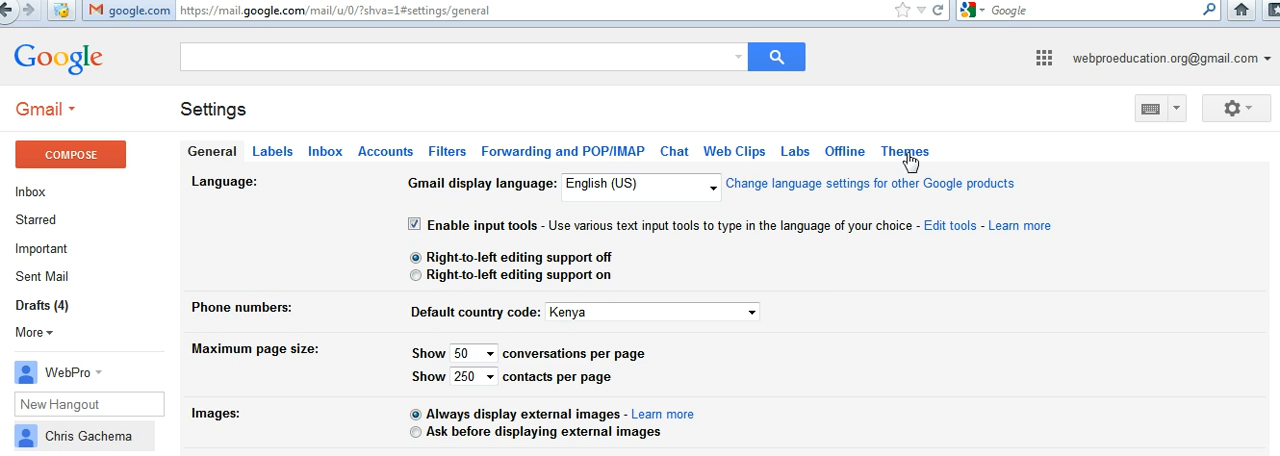 google.com https://mail.google.com/mail/u/0/?shva=1#settings/general Google
Google webproeducation.org@gmail.com
Gmail Settings
COMPOSE General Labels Inbox Accounts Filters Forwarding and POP/IMAP Chat Web Clips Labs Offline Themes
Language: Gmail display language: English (US) Change language settings for other Google products
Inbox
Starred Enable input tools - Use various text input tools to type in the language of your choice - Edit tools - Learn more
Important Right-to-left editing support off
Sent Mail Right-to-left editing support on
Drafts (4) Phone numbers: Default country code: Kenya
More
Maximum page size: Show 50 conversations per page
WebPro Show 250 contacts per page
New Hangout
Images: Always display external images - Learn more
Chris Gachema Ask before displaying external images